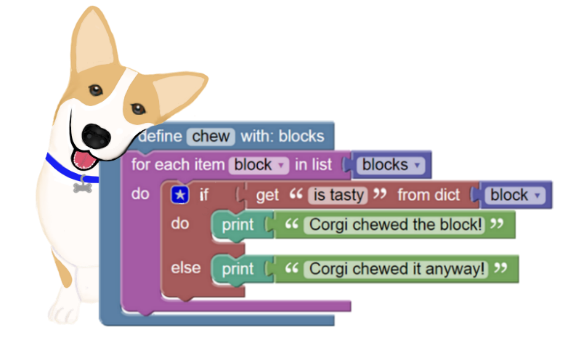 define chew with: blocks
for each item block in list blocks
do if get “ is tasty ” from dict block
do print “ Corgi chewed the block! ”
else print “ Corgi chewed it anyway! ”